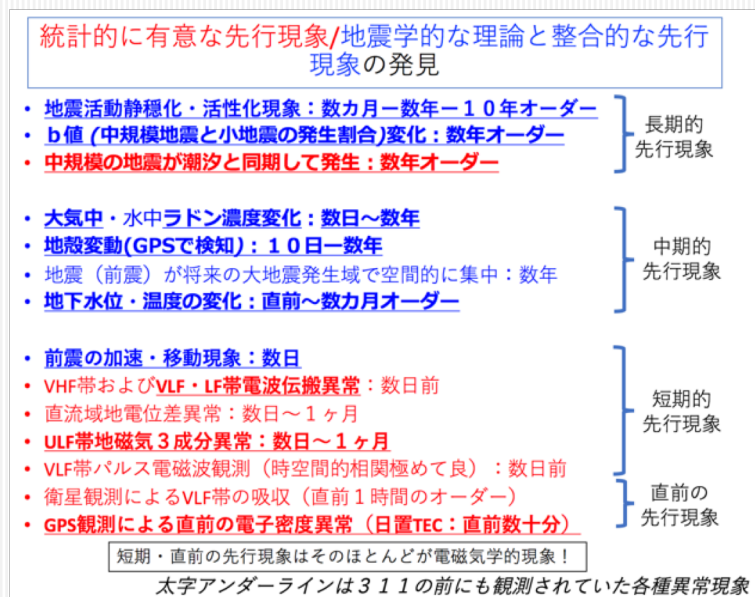 統計的に有意な先行現象/地震学的な理論と整合的な先行
現象の発見
• 地震活動静穏化・活性化現象：数カ月ー数年ー１０年オーダー
• ｂ値 (中規模地震と小地震の発生割合)変化：数年オーダー
• 中規模の地震が潮汐と同期して発生：数年オーダー
長期的
先行現象
• 大気中・水中ラドン濃度変化：数日〜数年
• 地殻変動(GPSで検知)：１０日ー数年
• 地震（前震）が将来の大地震発生域で空間的に集中：数年
• 地下水位・温度の変化：直前〜数カ月オーダー
中期的
先行現象
• 前震の加速・移動現象：数日
• VHF帯およびVLF・LF帯電波伝搬異常：数日前
• 直流域地電位差異常：数日〜１ヶ月
• ULF帯地磁気３成分異常：数日〜１ヶ月
• VLF帯パルス電磁波観測（時空間的相関極めて良）：数日前
短期的
先行現象
• 衛星観測によるVLF帯の吸収（直前１時間のオーダー）
• GPS観測による直前の電子密度異常（日置TEC：直前数十分）
直前の
先行現象
短期・直前の先行現象はそのほとんどが電磁気学的現象！
太字アンダーラインは３１１の前にも観測されていた各種異常現象